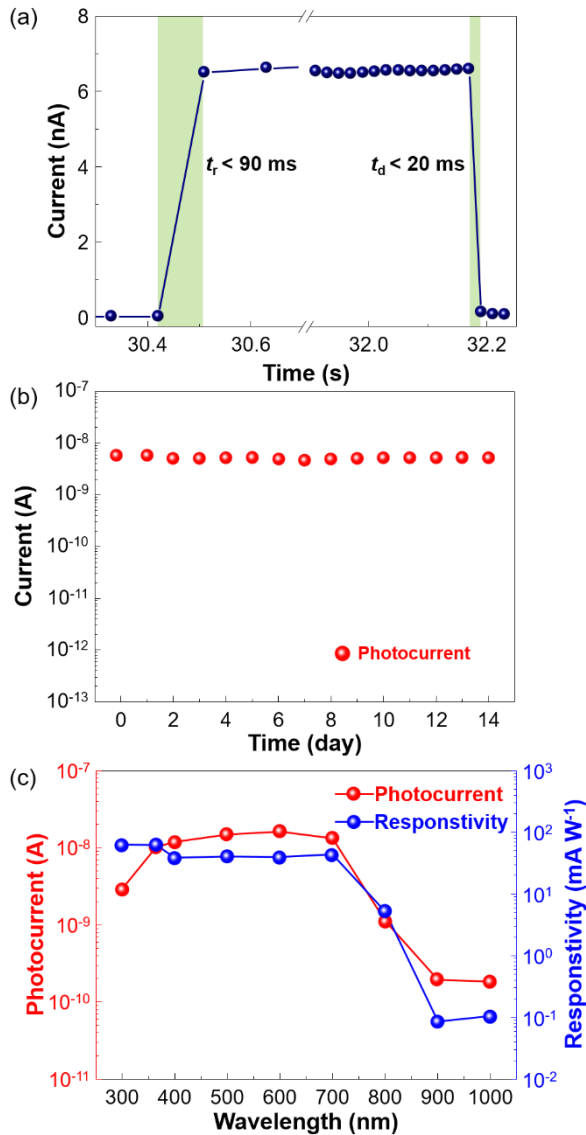 (a)
Current (nA)
8
6
4
2
0
t_r < 90 ms
t_d < 20 ms
30.4
30.6
32.0
32.2
Time (s)
(b)
Current (A)
10^-7
10^-8
10^-9
10^-10
10^-11
10^-12
10^-13
Photocurrent
0
2
4
6
8
10
12
14
Time (day)
(c)
Photocurrent (A)
10^-7
10^-8
10^-9
10^-10
10^-11
Photocurrent
Responstivity
10^3
10^2
10^1
10^0
10^-1
10^-2
Responstivity (mA W^-1)
300 400 500 600 700 800 900 1000
Wavelength (nm)